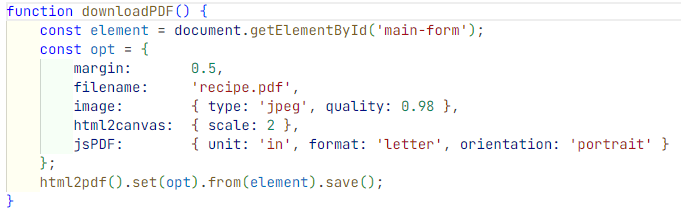 function downloadPDF() {
    const element = document.getElementById('main-form');
    const opt = {
        margin:       0.5,
        filename:     'recipe.pdf',
        image:        { type: 'jpeg', quality: 0.98 },
        html2canvas:  { scale: 2 },
        jsPDF:        { unit: 'in', format: 'letter', orientation: 'portrait' }
    };
    html2pdf().set(opt).from(element).save();
}